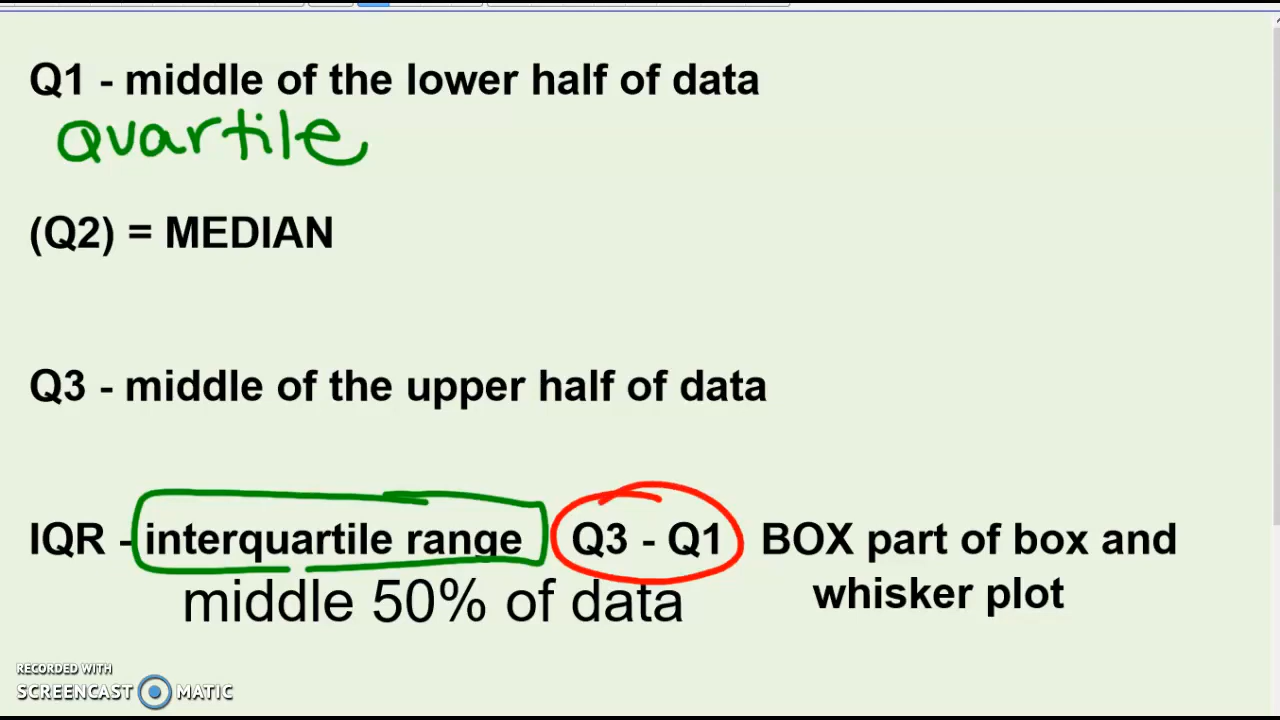 Q1 - middle of the lower half of data
Quartile
(Q2) = MEDIAN
Q3 - middle of the upper half of data
IQR - interquartile range Q3 - Q1 BOX part of box and
middle 50% of data whisker plot
RECORDED WITH
SCREENCAST MATIC